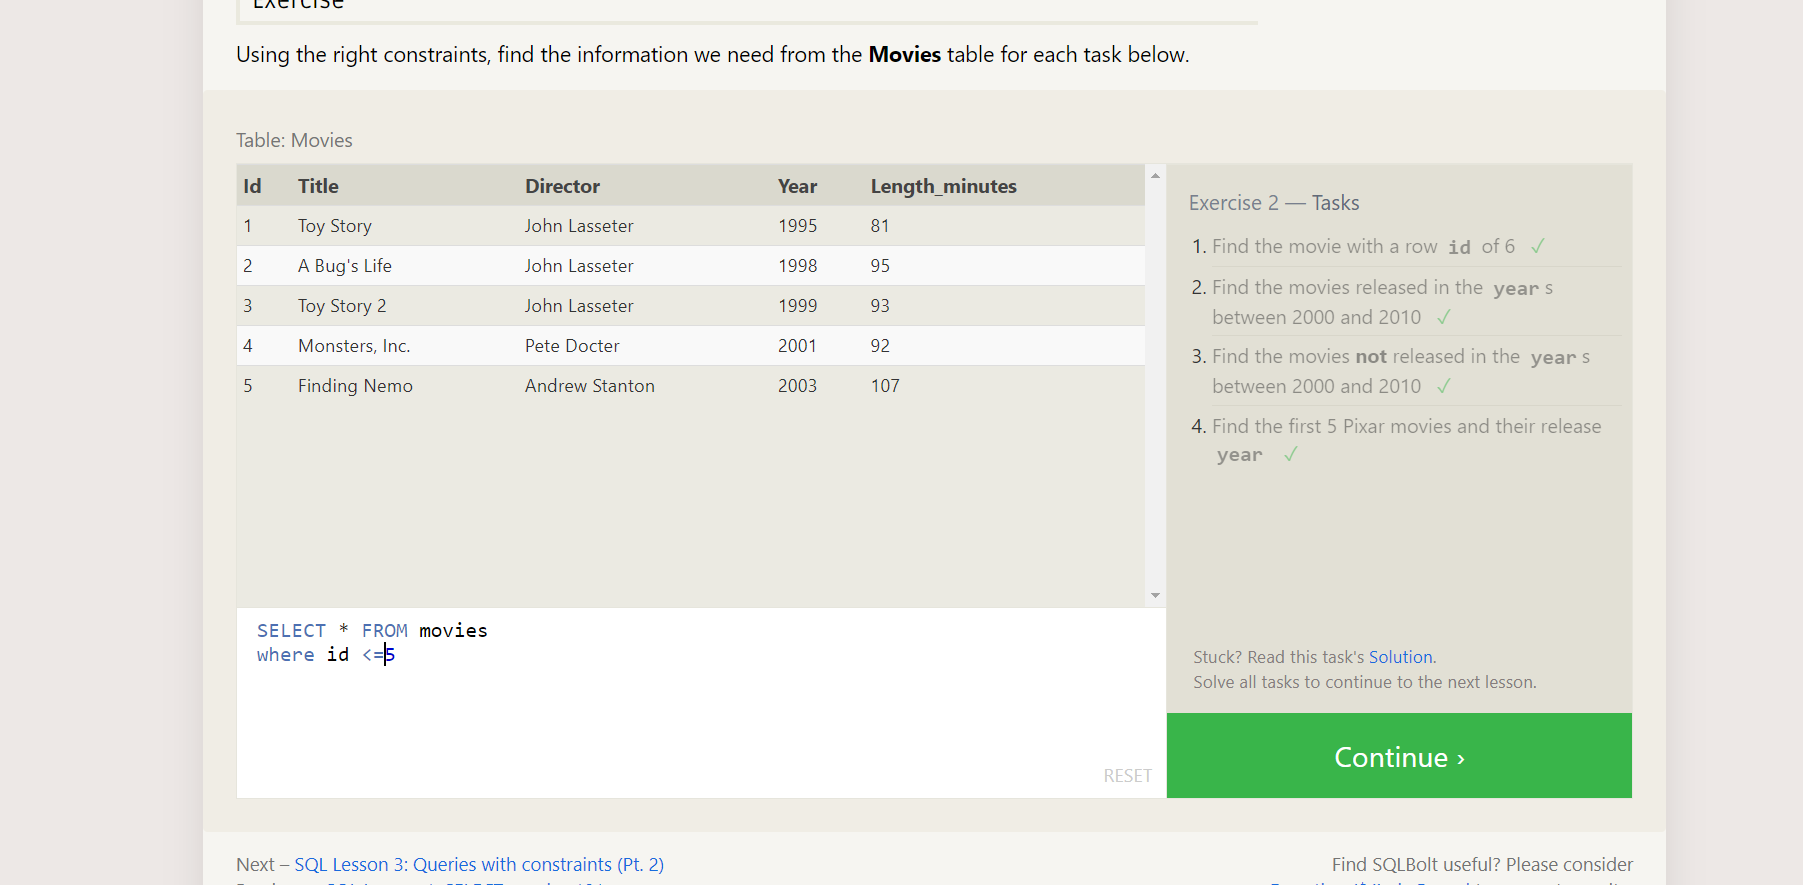 Exercise
Using the right constraints, find the information we need from the Movies table for each task below.
Table: Movies
Id Title Director Year Length_minutes
1 Toy Story John Lasseter 1995 81
2 A Bug's Life John Lasseter 1998 95
3 Toy Story 2 John Lasseter 1999 93
4 Monsters, Inc. Pete Docter 2001 92
5 Finding Nemo Andrew Stanton 2003 107
SELECT * FROM movies
where id <=5
RESET
Exercise 2 — Tasks
1. Find the movie with a row id of 6 ✓
2. Find the movies released in the year s
between 2000 and 2010 ✓
3. Find the movies not released in the year s
between 2000 and 2010 ✓
4. Find the first 5 Pixar movies and their release
year ✓
Stuck? Read this task's Solution.
Solve all tasks to continue to the next lesson.
Continue ›
Next – SQL Lesson 3: Queries with constraints (Pt. 2)
Find SQLBolt useful? Please consider